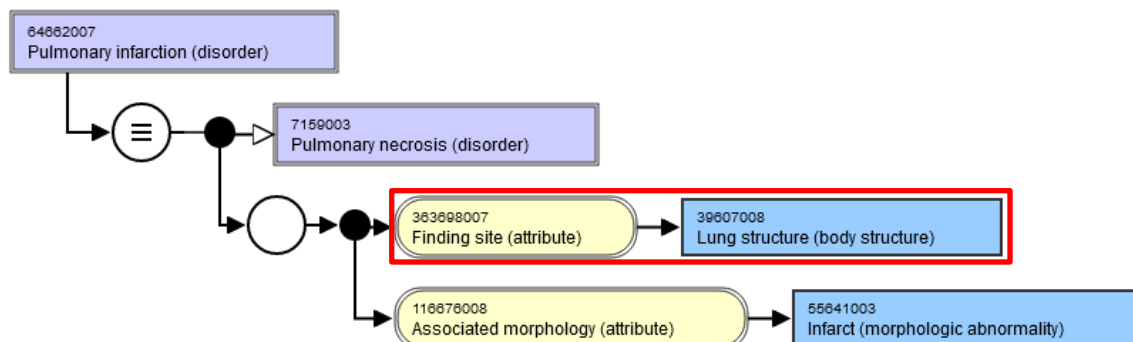 64662007
Pulmonary infarction (disorder)
7159003
Pulmonary necrosis (disorder)
363698007
Finding site (attribute)
39607008
Lung structure (body structure)
116676008
Associated morphology (attribute)
55641003
Infarct (morphologic abnormality)